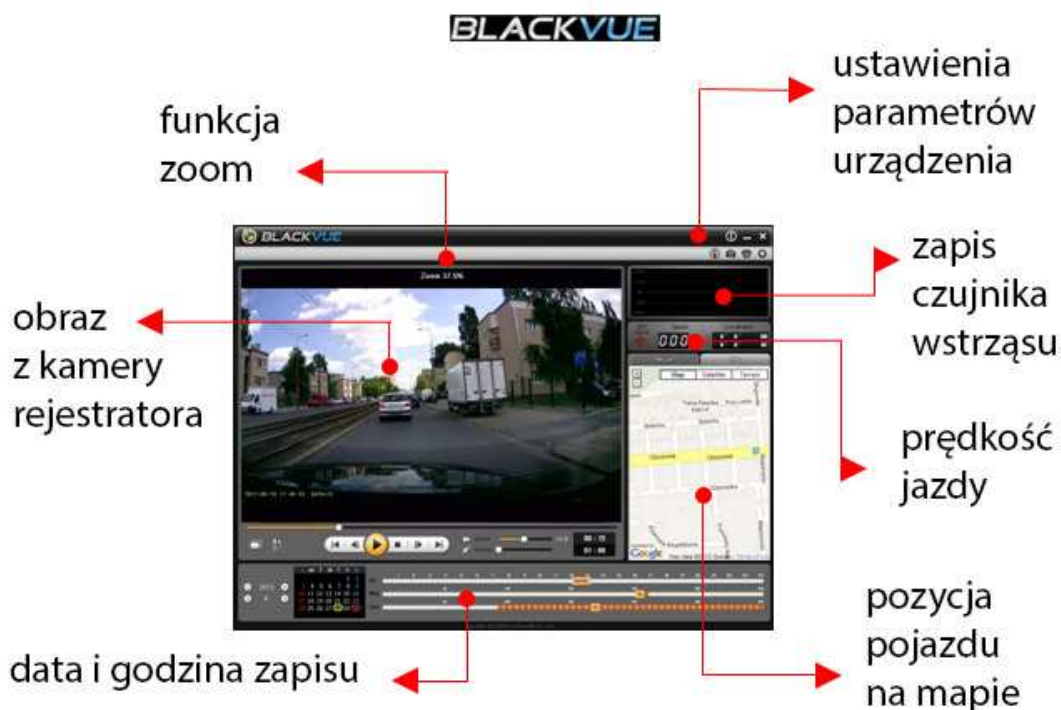 BLACKVUE
ustawienia
parametrów
urządzenia
funkcja
zoom
BLACKVUE
zapis
czujnika
wstrząsu
obraz
z kamery
rejestratora
000
Map Satellite Terrain
prędkość
jazdy
Google
pozycja
pojazdu
na mapie
data i godzina zapisu